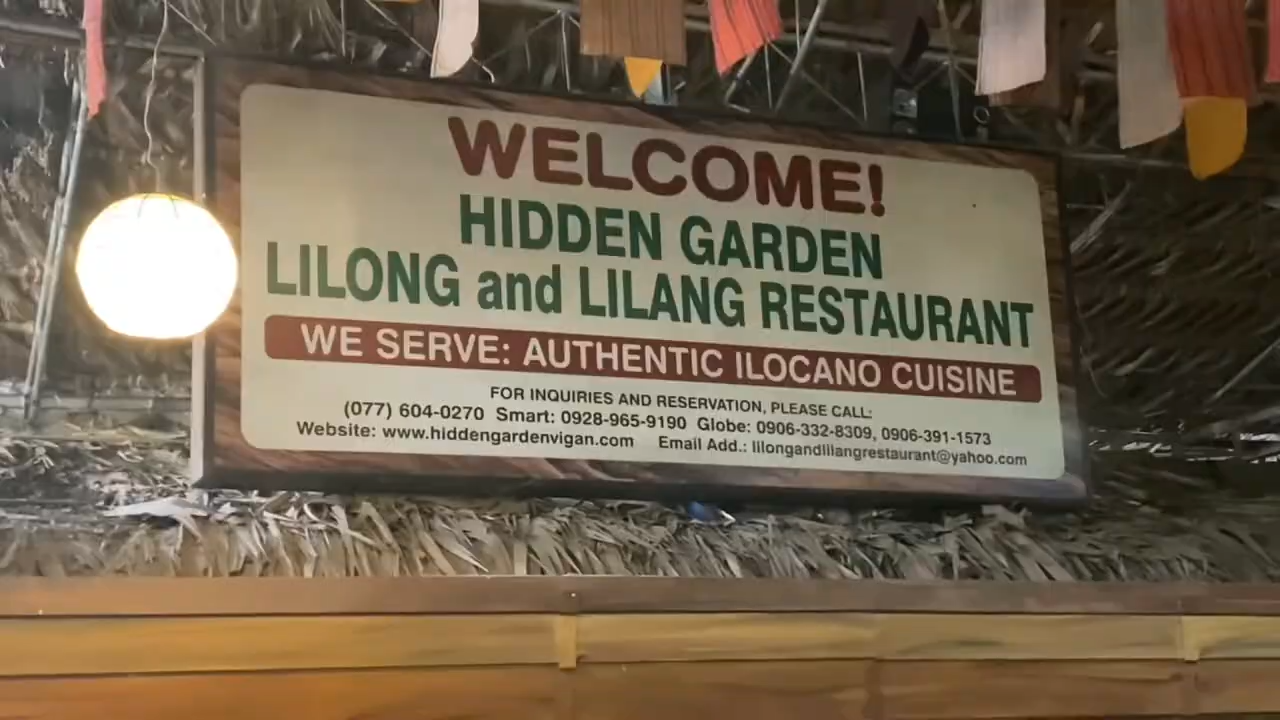 WELCOME!
HIDDEN GARDEN
LILONG and LILANG RESTAURANT
WE SERVE: AUTHENTIC ILOCANO CUISINE
FOR INQUIRIES AND RESERVATION, PLEASE CALL:
(077) 604-0270 Smart: 0928-965-9190 Globe: 0906-332-8309, 0906-391-1573
Website: www.hiddengardenvigan.com Email Add.: lilongandlilangrestaurant@yahoo.com